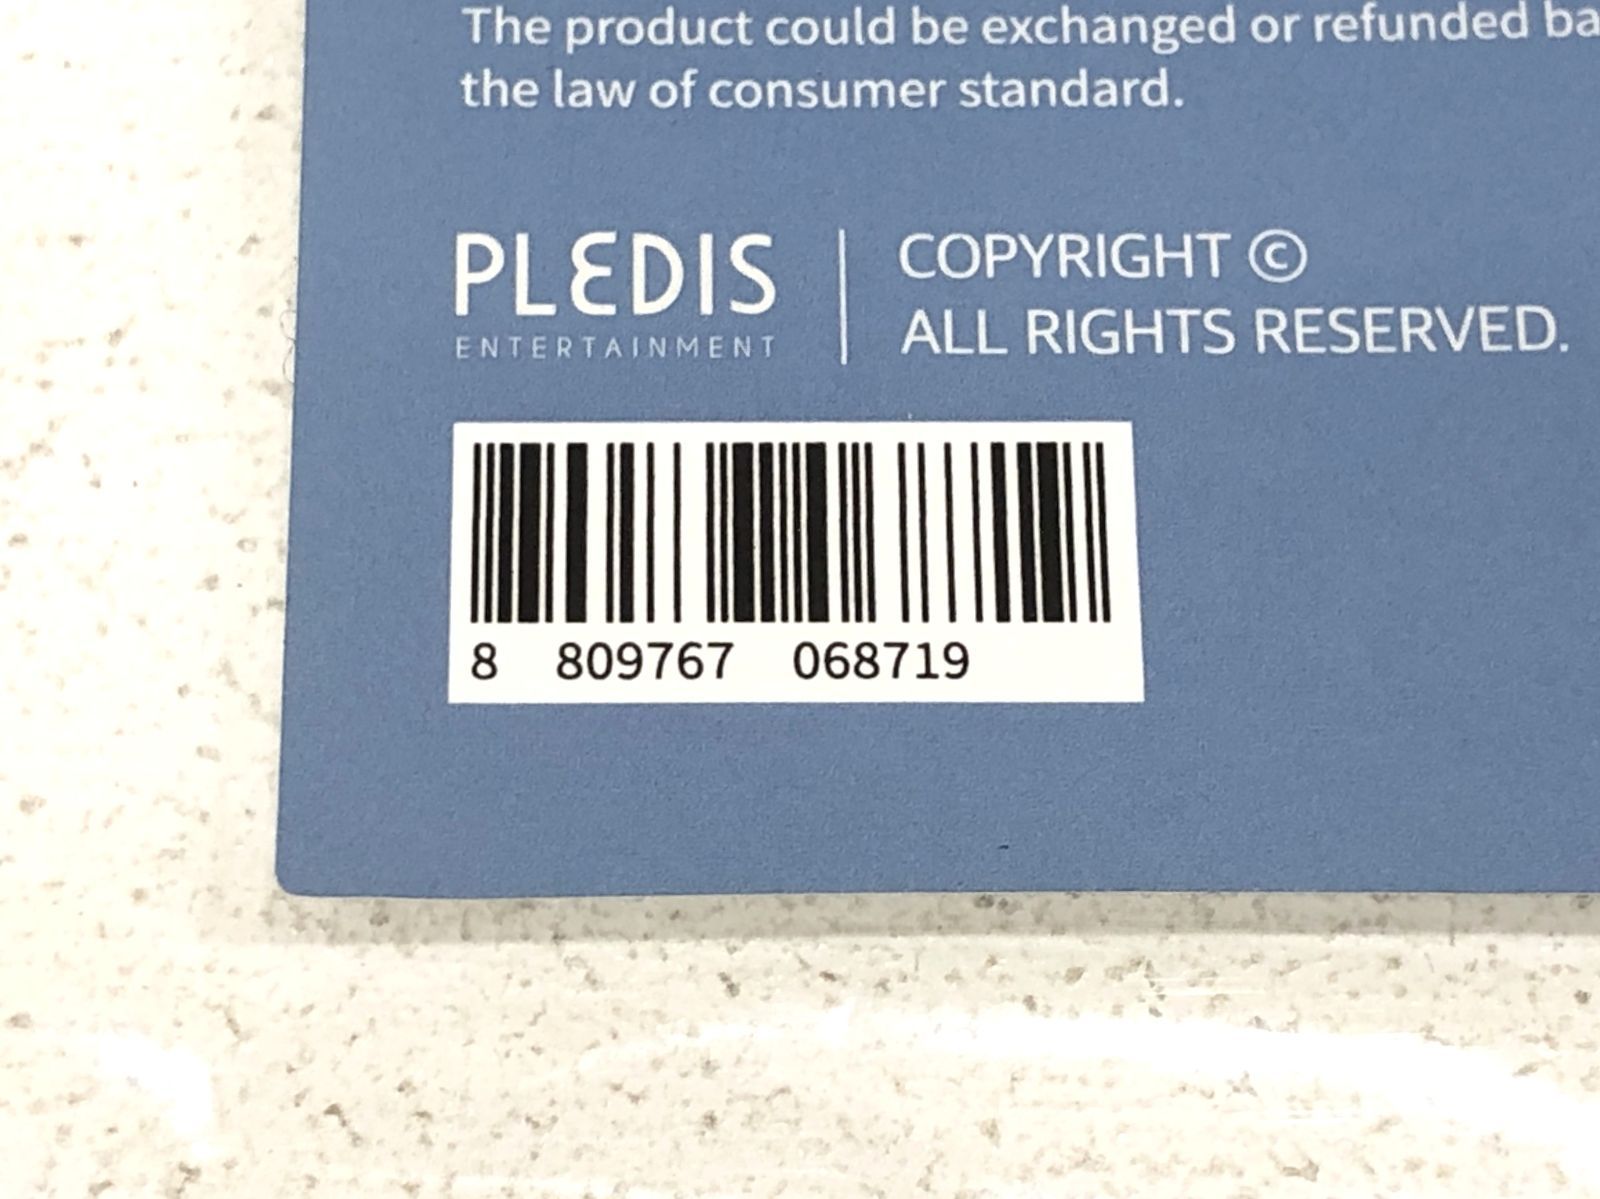 The product could be exchanged or refunded
the law of consumer standard.
PLEDIS
ENTERTAINMENT
COPYRIGHT ©
ALL RIGHTS RESERVED.
8 809767 068719